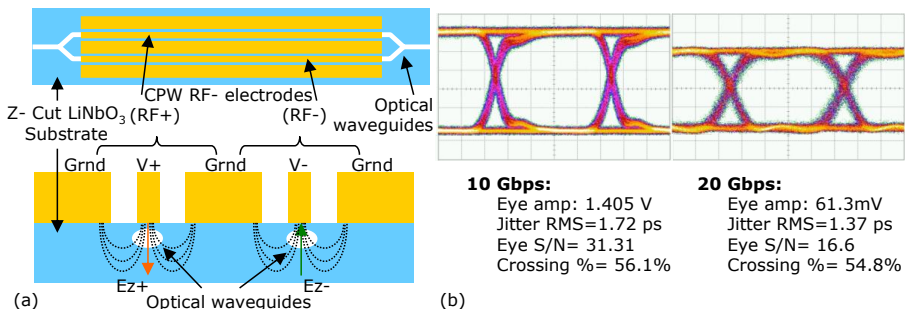 CPW RF- electrodes
Z- Cut LiNbO3 (RF+) (RF-) Optical
Substrate waveguides
Grnd V+ Grnd V- Grnd
Ez+ Optical waveguides Ez-
(a)
10 Gbps:
Eye amp: 1.405 V
Jitter RMS=1.72 ps
Eye S/N= 31.31
Crossing %= 56.1%
20 Gbps:
Eye amp: 61.3mV
Jitter RMS=1.37 ps
Eye S/N= 16.6
Crossing %= 54.8%
(b)